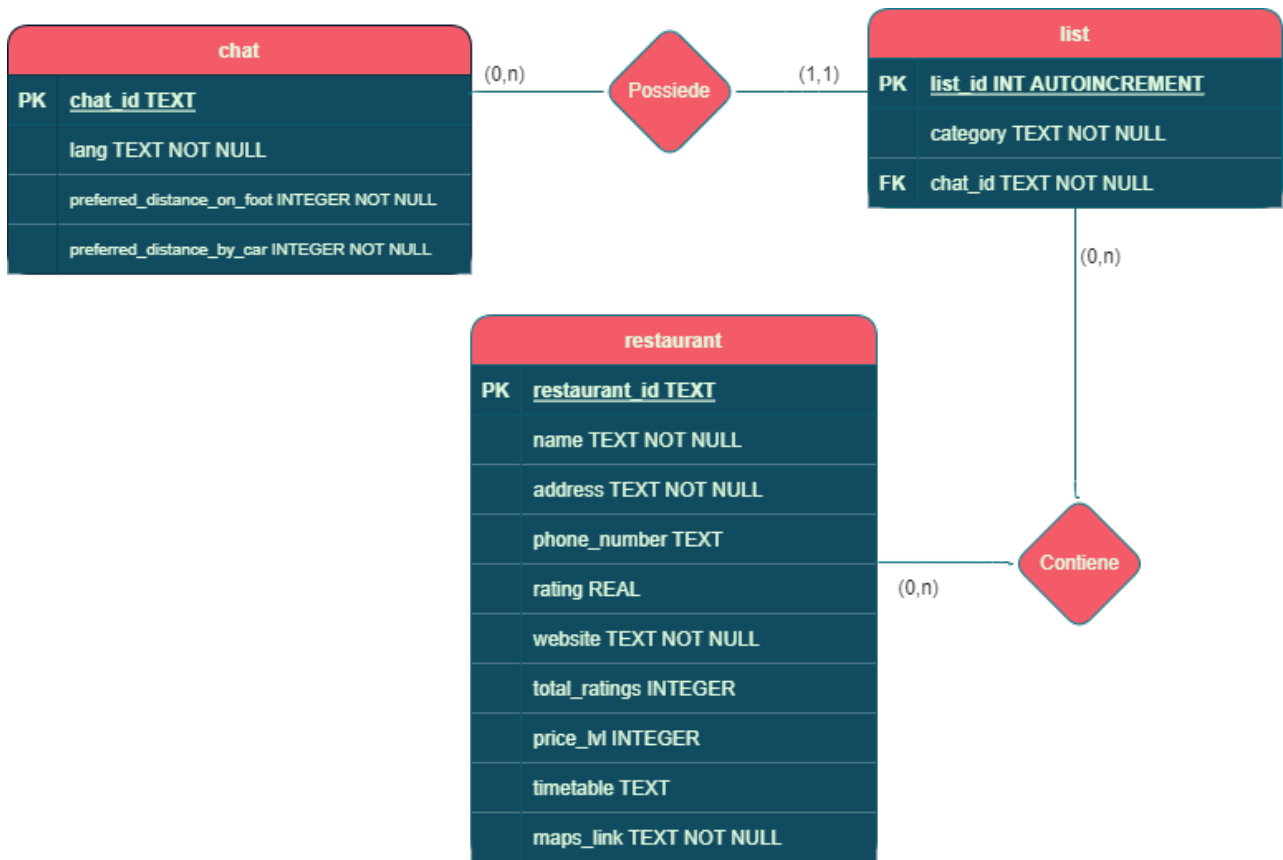 chat
PK chat_id TEXT
lang TEXT NOT NULL
preferred_distance_on_foot INTEGER NOT NULL
preferred_distance_by_car INTEGER NOT NULL
(0,n)
Possiede
(1,1)
list
PK list_id INT AUTOINCREMENT
category TEXT NOT NULL
FK chat_id TEXT NOT NULL
(0,n)
restaurant
PK restaurant_id TEXT
name TEXT NOT NULL
address TEXT NOT NULL
phone_number TEXT
rating REAL
website TEXT NOT NULL
total_ratings INTEGER
price_lvl INTEGER
timetable TEXT
maps_link TEXT NOT NULL
(0,n)
Contiene